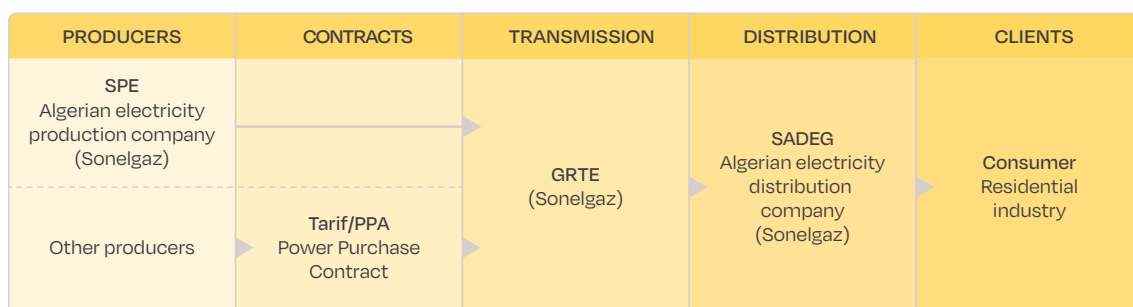 PRODUCERS
CONTRACTS
TRANSMISSION
DISTRIBUTION
CLIENTS
SPE
Algerian electricity
production company
(Sonelgaz)
Other producers
Tarif/PPA
Power Purchase
Contract
GRTE
(Sonelgaz)
SADEG
Algerian electricity
distribution
company
(Sonelgaz)
Consumer
Residential
industry